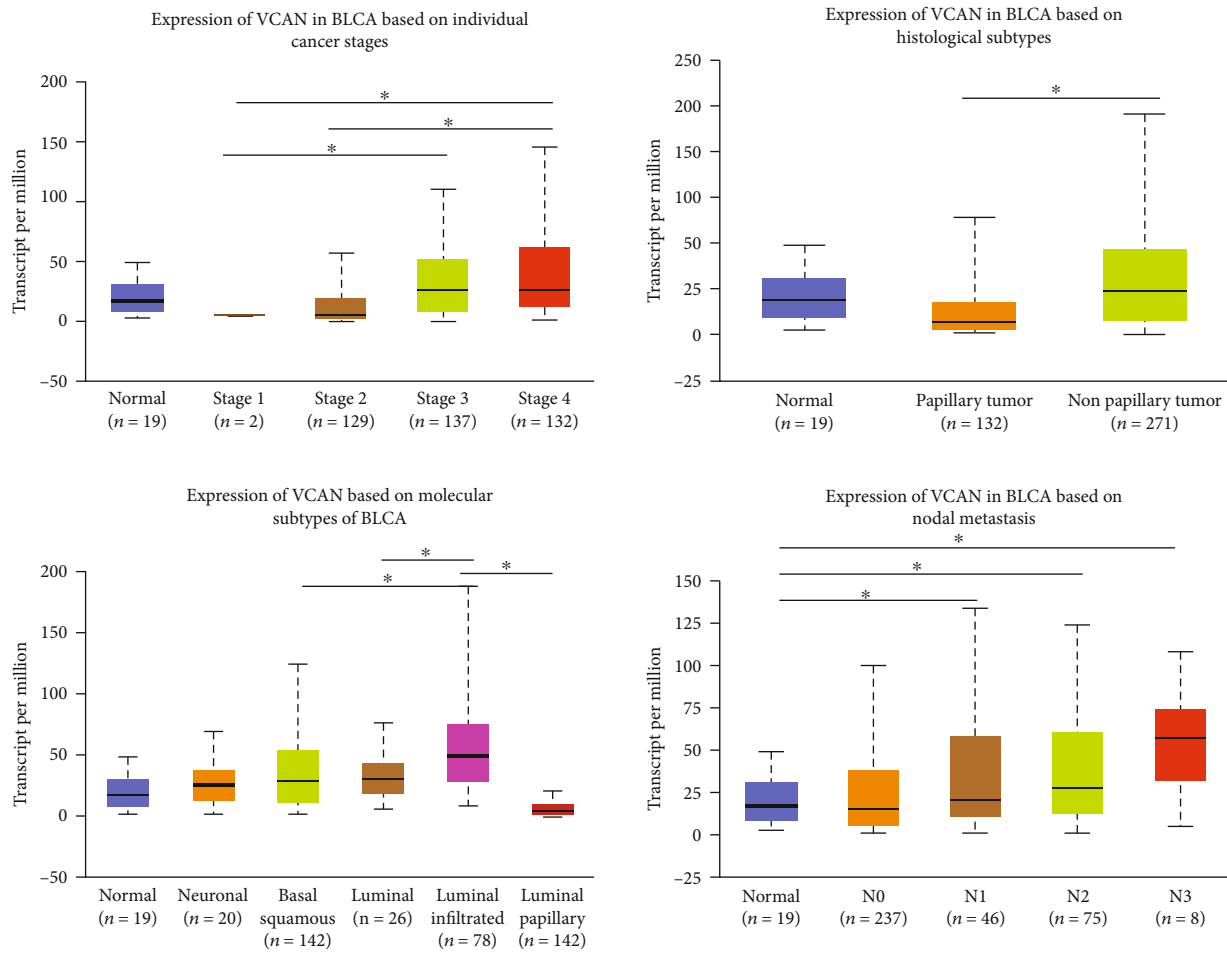 Expression of VCAN in BLCA based on individual
cancer stages
Transcript per million
200
150
100
50
0
–50
*
*
*
Normal
(n = 19)
Stage 1
(n = 2)
Stage 2
(n = 129)
Stage 3
(n = 137)
Stage 4
(n = 132)
Expression of VCAN in BLCA based on
histological subtypes
Transcript per million
250
200
150
100
50
25
0
–25
*
Normal
(n = 19)
Papillary tumor
(n = 132)
Non papillary tumor
(n = 271)
Expression of VCAN based on molecular
subtypes of BLCA
Transcript per million
200
150
100
50
0
–50
*
*
*
Normal
(n = 19)
Neuronal
(n = 20)
Basal
squamous
(n = 142)
Luminal
(n = 26)
Luminal
infiltrated
(n = 78)
Luminal
papillary
(n = 142)
Expression of VCAN in BLCA based on
nodal metastasis
Transcript per million
150
125
100
75
50
25
0
–25
*
*
*
Normal
(n = 19)
N0
(n = 237)
N1
(n = 46)
N2
(n = 75)
N3
(n = 8)